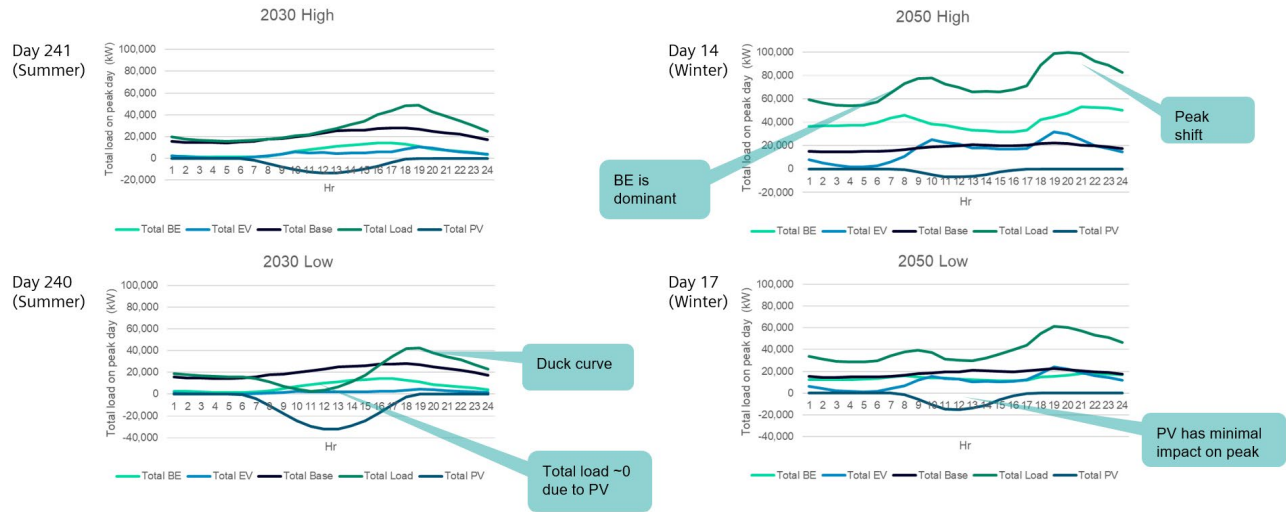 2030 High
Day 241
(Summer)
Total load on peak day (kW)
100,000
80,000
60,000
40,000
20,000
0
-20,000
1 2 3 4 5 6 7 8 9 10 11 12 13 14 15 16 17 18 19 20 21 22 23 24
Hr
Total BE Total EV Total Base Total Load Total PV
2050 High
Day 14
(Winter)
Total load on peak day (kW)
100,000
80,000
60,000
40,000
20,000
0
-20,000
1 2 3 4 5 6 7 8 9 10 11 12 13 14 15 16 17 18 19 20 21 22 23 24
Hr
Total BE Total EV Total Base Total Load Total PV
Peak
shift
BE is
dominant
2030 Low
Day 240
(Summer)
Total load on peak day (kW)
100,000
80,000
60,000
40,000
20,000
0
-20,000
-40,000
1 2 3 4 5 6 7 8 9 10 11 12 13 14 15 16 17 18 19 20 21 22 23 24
Hr
Total BE Total EV Total Base Total Load Total PV
Duck curve
Total load ~0
due to PV
2050 Low
Day 17
(Winter)
Total load on peak day (kW)
100,000
80,000
60,000
40,000
20,000
0
-20,000
-40,000
1 2 3 4 5 6 7 8 9 10 11 12 13 14 15 16 17 18 19 20 21 22 23 24
Hr
Total BE Total EV Total Base Total Load Total PV
PV has minimal
impact on peak